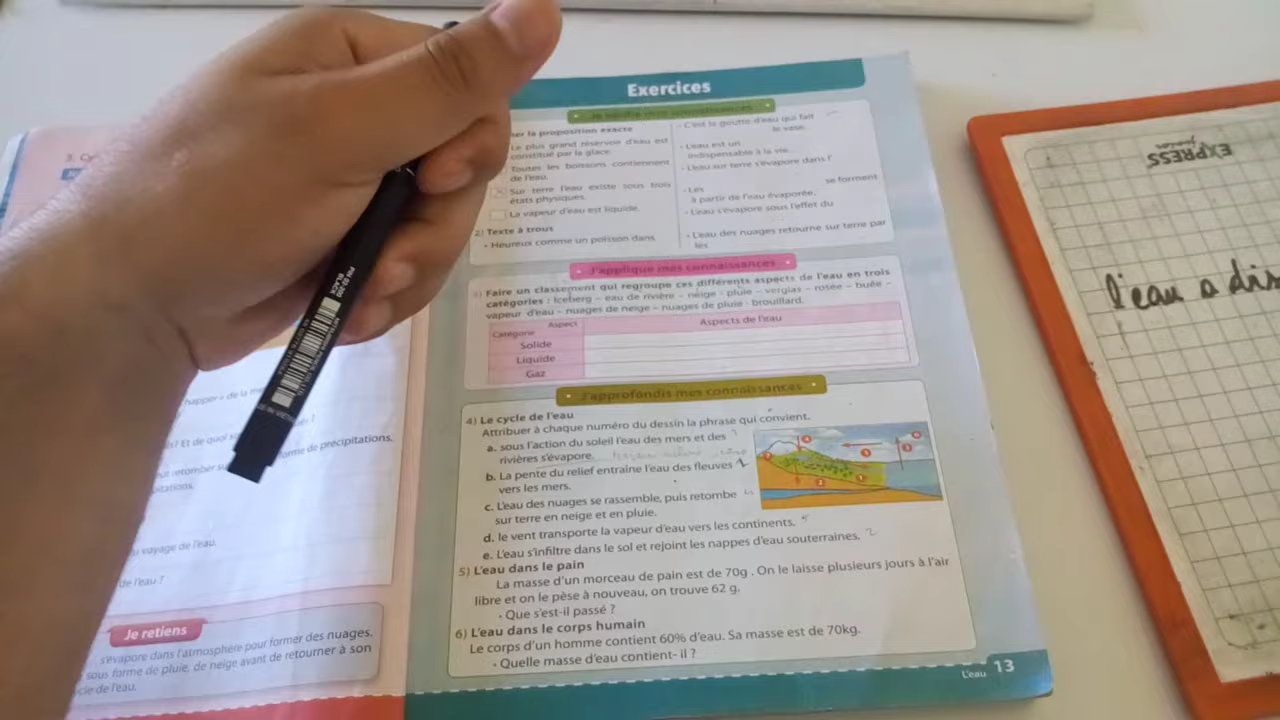 Exercices
Je vérifie mes connaissances
ser la proposition exacte
Le plus grand réservoir d'eau est
constitué par la glace.
Toutes les boissons contiennent
de l'eau.
Sur terre l'eau existe sous trois
états physiques.
La vapeur d'eau est liquide.
2) Texte à trous
• Heureux comme un poisson dans
- C'est la goutte d'eau qui fait
le vase...
- L'eau est un
indispensable à la vie...
- L'eau sur terre s'évapore dans l'
- Les se forment
à partir de l'eau évaporée,
- L'eau s'évapore sous l'effet du
- L'eau des nuages retourne sur terre par
les
J'applique mes connaissances
3) Faire un classement qui regroupe ces différents aspects de l'eau en trois
catégories : Iceberg – eau de rivière – neige - pluie – verglas – rosée – buée –
vapeur d'eau – nuages de neige – nuages de pluie - brouillard.
Aspect
Catégorie
Aspects de l'eau
Solide
Liquide
Gaz
J'approfondis mes connaissances
4) Le cycle de l'eau
Attribuer à chaque numéro du dessin la phrase qui convient.
a. sous l'action du soleil l'eau des mers et des
rivières s'évapore.
b. La pente du relief entraine l'eau des fleuves 1
vers les mers.
c. L'eau des nuages se rassemble, puis retombe
sur terre en neige et en pluie.
d. le vent transporte la vapeur d'eau vers les continents.
e. L'eau s'infiltre dans le sol et rejoint les nappes d'eau souterraines. 2
5) L'eau dans le pain
La masse d'un morceau de pain est de 70g . On le laisse plusieurs jours à l'air
libre et on le pèse à nouveau, on trouve 62 g.
• Que s'est-il passé ?
6) L'eau dans le corps humain
Le corps d'un homme contient 60% d'eau. Sa masse est de 70kg.
• Quelle masse d'eau contient- il ?
L'eau 13
happer » de la
forme de précipitations,
retomber
voyage de l'eau.
de l'eau ?
Je retiens
s'évapore dans l'atmosphère pour former des nuages.
sous forme de pluie, de neige avant de retourner à son
cycle de l'eau.
BLACK
EXPRESS
l'eau a dis